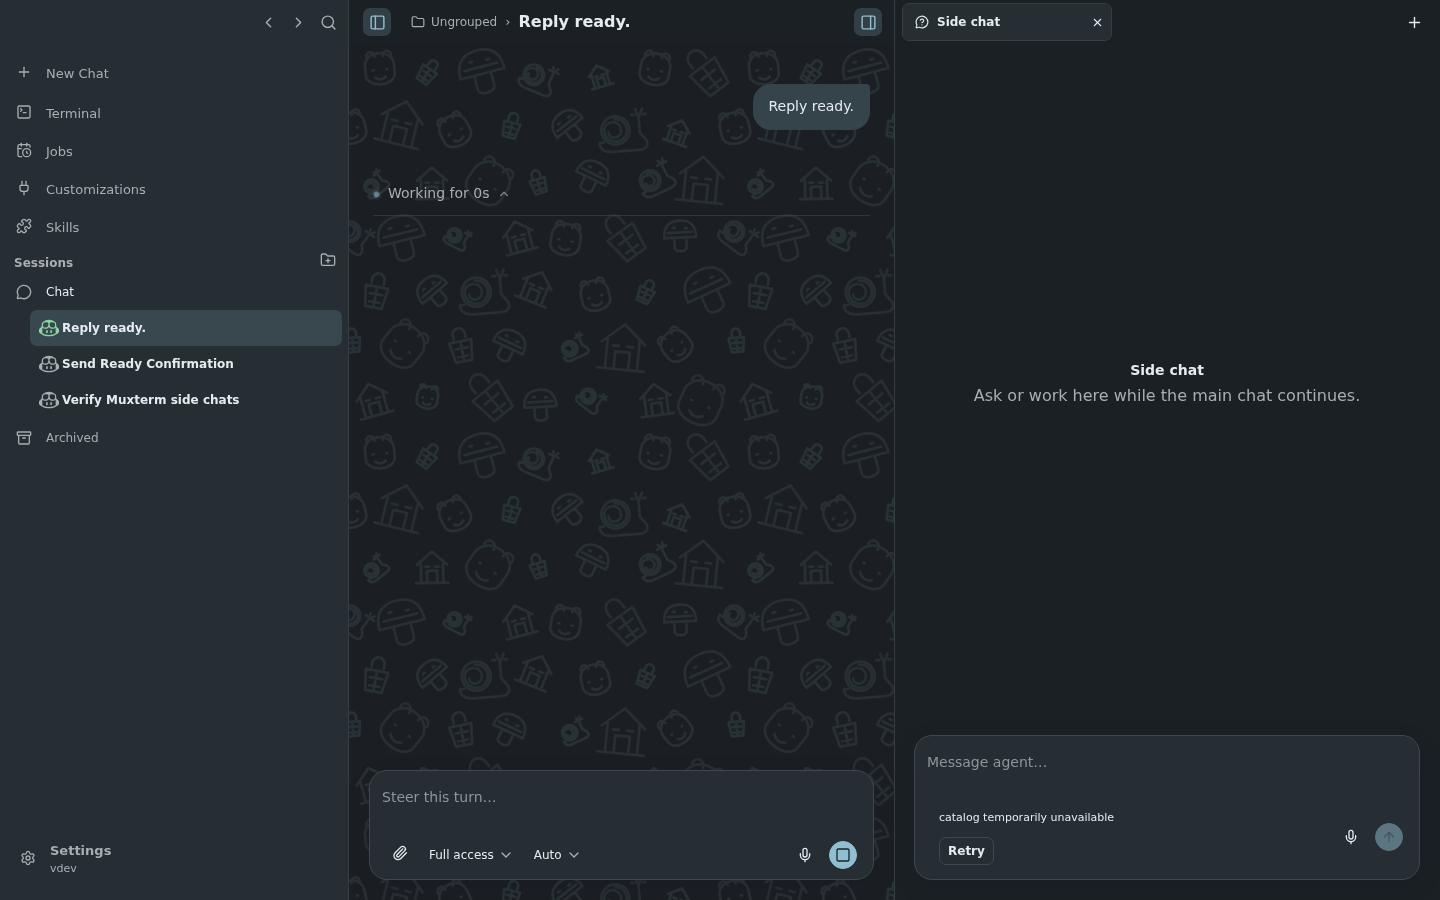 New Chat
Terminal
Jobs
Customizations
Skills
Sessions
Chat
Reply ready.
Send Ready Confirmation
Verify Muxterm side chats
Archived
Settings
vdev
Ungrouped › Reply ready.
Reply ready.
Working for 0s
Steer this turn…
Full access
Auto
Side chat
Side chat
Ask or work here while the main chat continues.
Message agent…
catalog temporarily unavailable
Retry